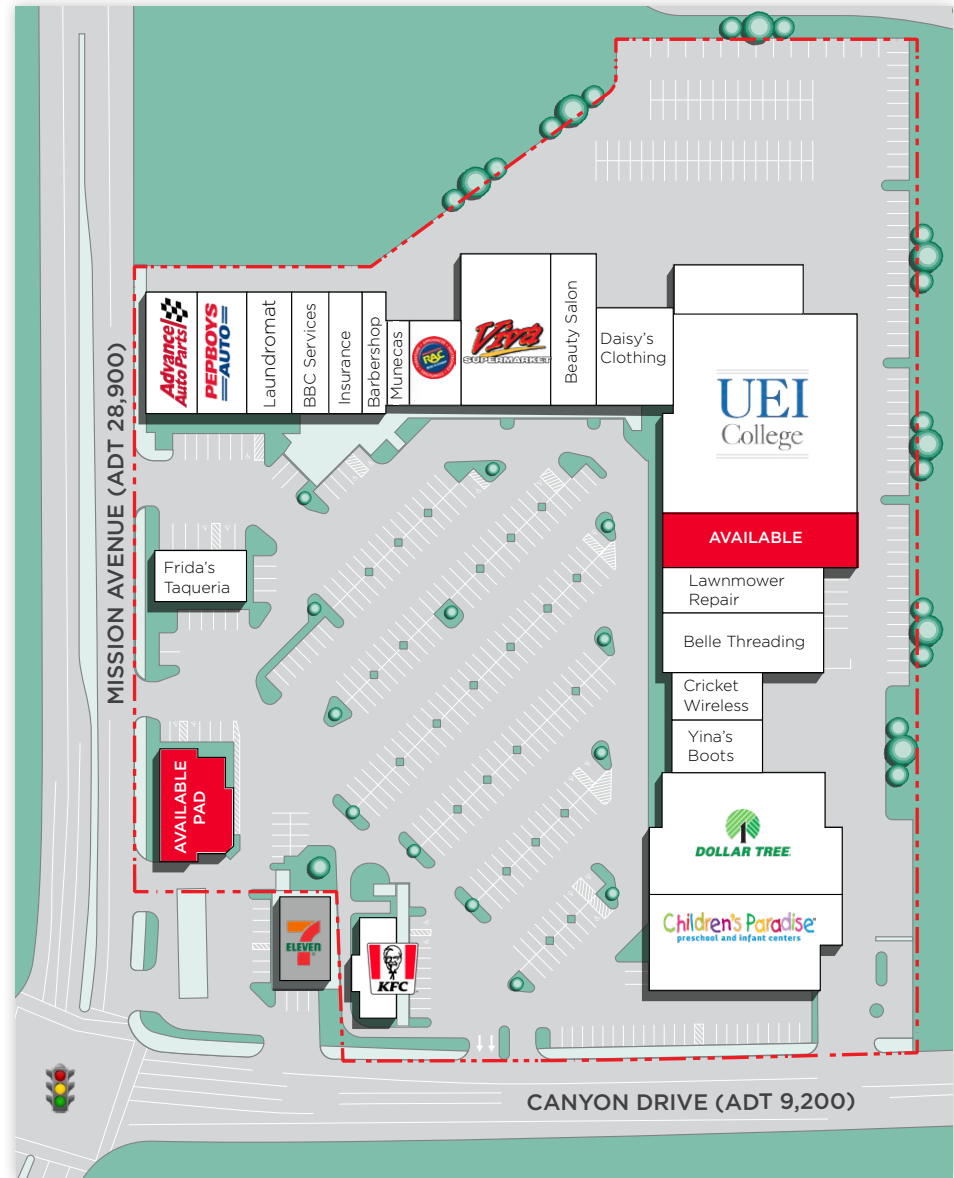 MISSION AVENUE (ADT 28,900)
Advance
Auto Parts
PEPBOYS
AUTO
Laundromat
BBC Services
Insurance
Barbershop
Munecas
RAC
Viva
SUPERMARKET
Beauty Salon
Daisy's
Clothing
UEI
College
AVAILABLE
Lawnmower
Repair
Belle Threading
Cricket
Wireless
Yina's
Boots
DOLLAR TREE
Children's Paradise
preschool and infant centers
Frida's
Taqueria
AVAILABLE
PAD
7
ELEVEN
KFC
CANYON DRIVE (ADT 9,200)